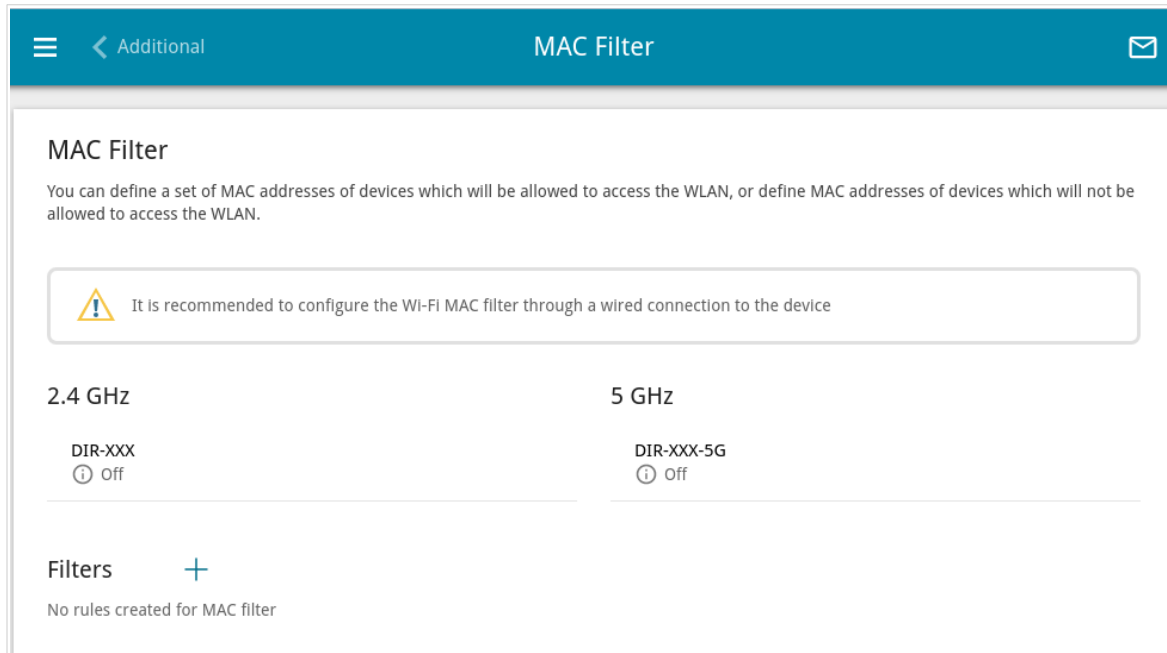 Additional
MAC Filter
MAC Filter
You can define a set of MAC addresses of devices which will be allowed to access the WLAN, or define MAC addresses of devices which will not be
allowed to access the WLAN.
It is recommended to configure the Wi-Fi MAC filter through a wired connection to the device
2.4 GHz
5 GHz
DIR-XXX
Off
DIR-XXX-5G
Off
Filters
No rules created for MAC filter